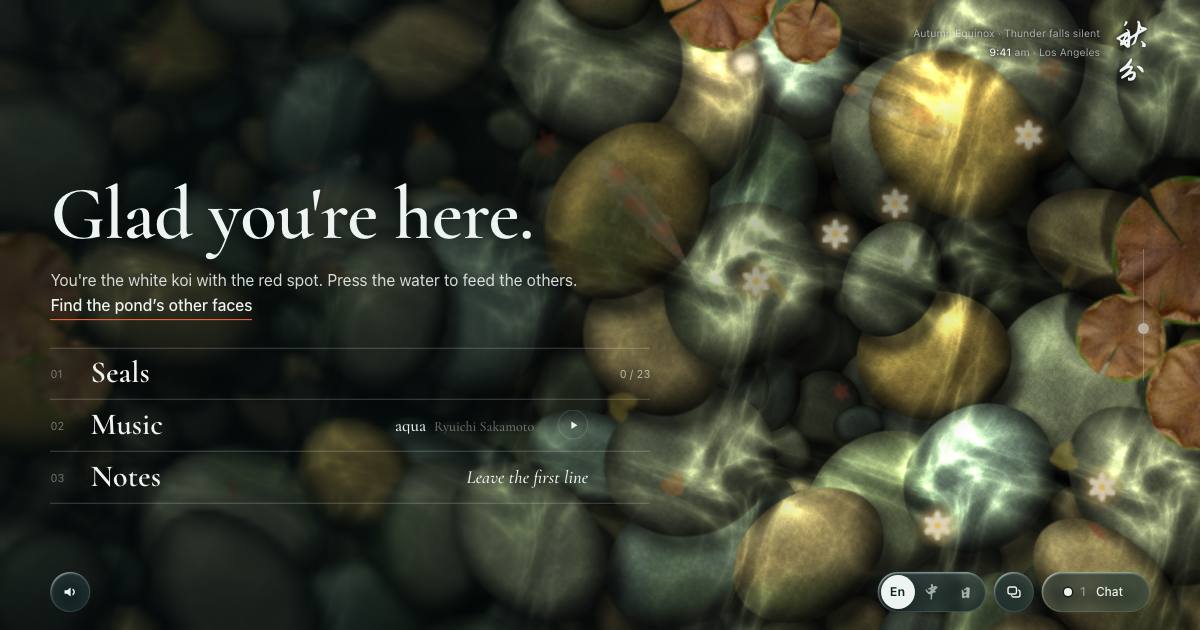 Autumn Equinox · Thunder falls silent
9:41 am · Los Angeles
秋分
Glad you're here.
You're the white koi with the red spot. Press the water to feed the others.
Find the pond’s other faces
01 Seals 0 / 23
02 Music aqua Ryuichi Sakamoto
03 Notes Leave the first line
En
1 Chat